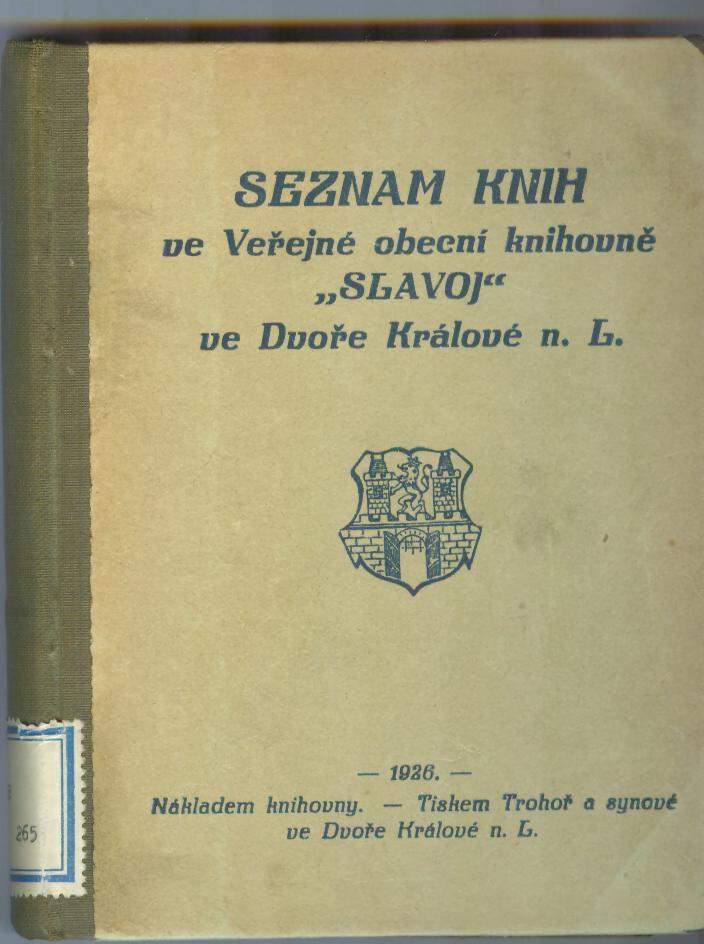 SEZNAM KNIH
ve Veřejné obecní knihovně
„SLAVOJ“
ve Dvoře Králové n. L.
— 1926. —
Nákladem knihovny. — Tiskem Trohoř a synové
ve Dvoře Králové n. L.
265